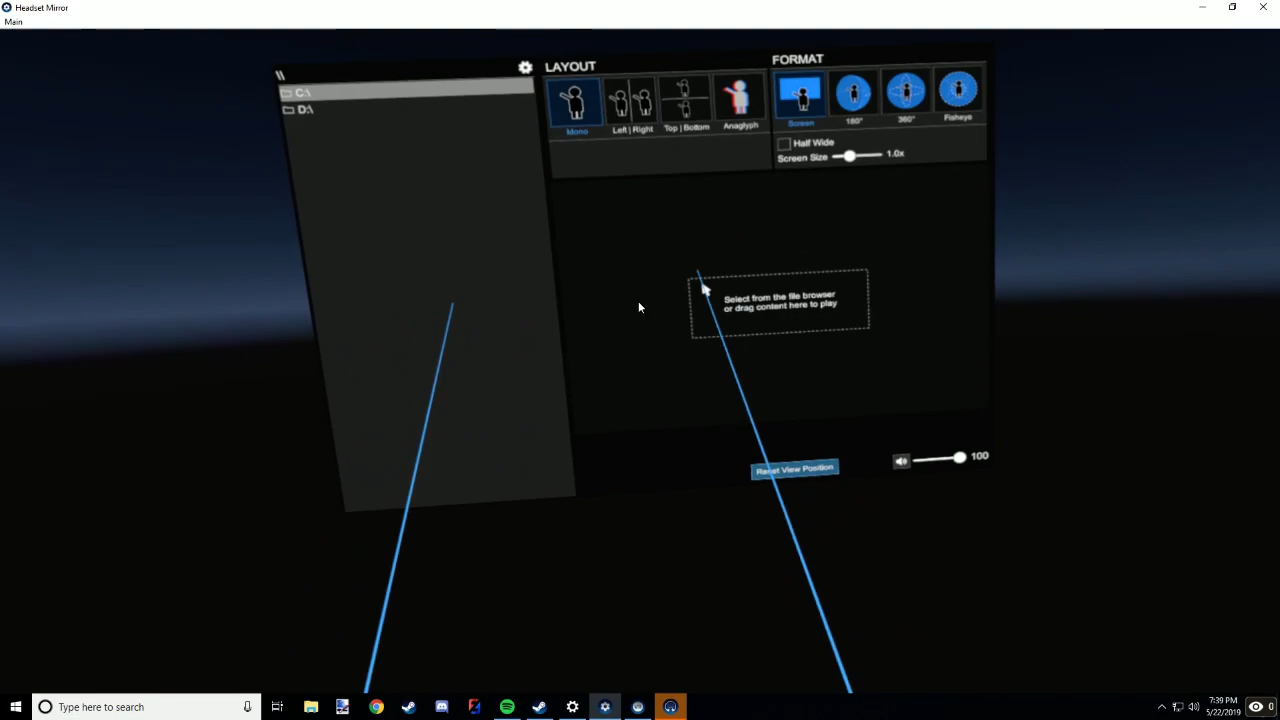 Headset Mirror
Main
\\
C:\
D:\
LAYOUT
Mono
Left | Right
Top | Bottom
Anaglyph
FORMAT
Screen
180°
360°
Fisheye
Half Wide
Screen Size
1.0x
Select from the file browser
or drag content here to play
Reset View Position
100
Type here to search
7:39 PM
5/22/2019
0